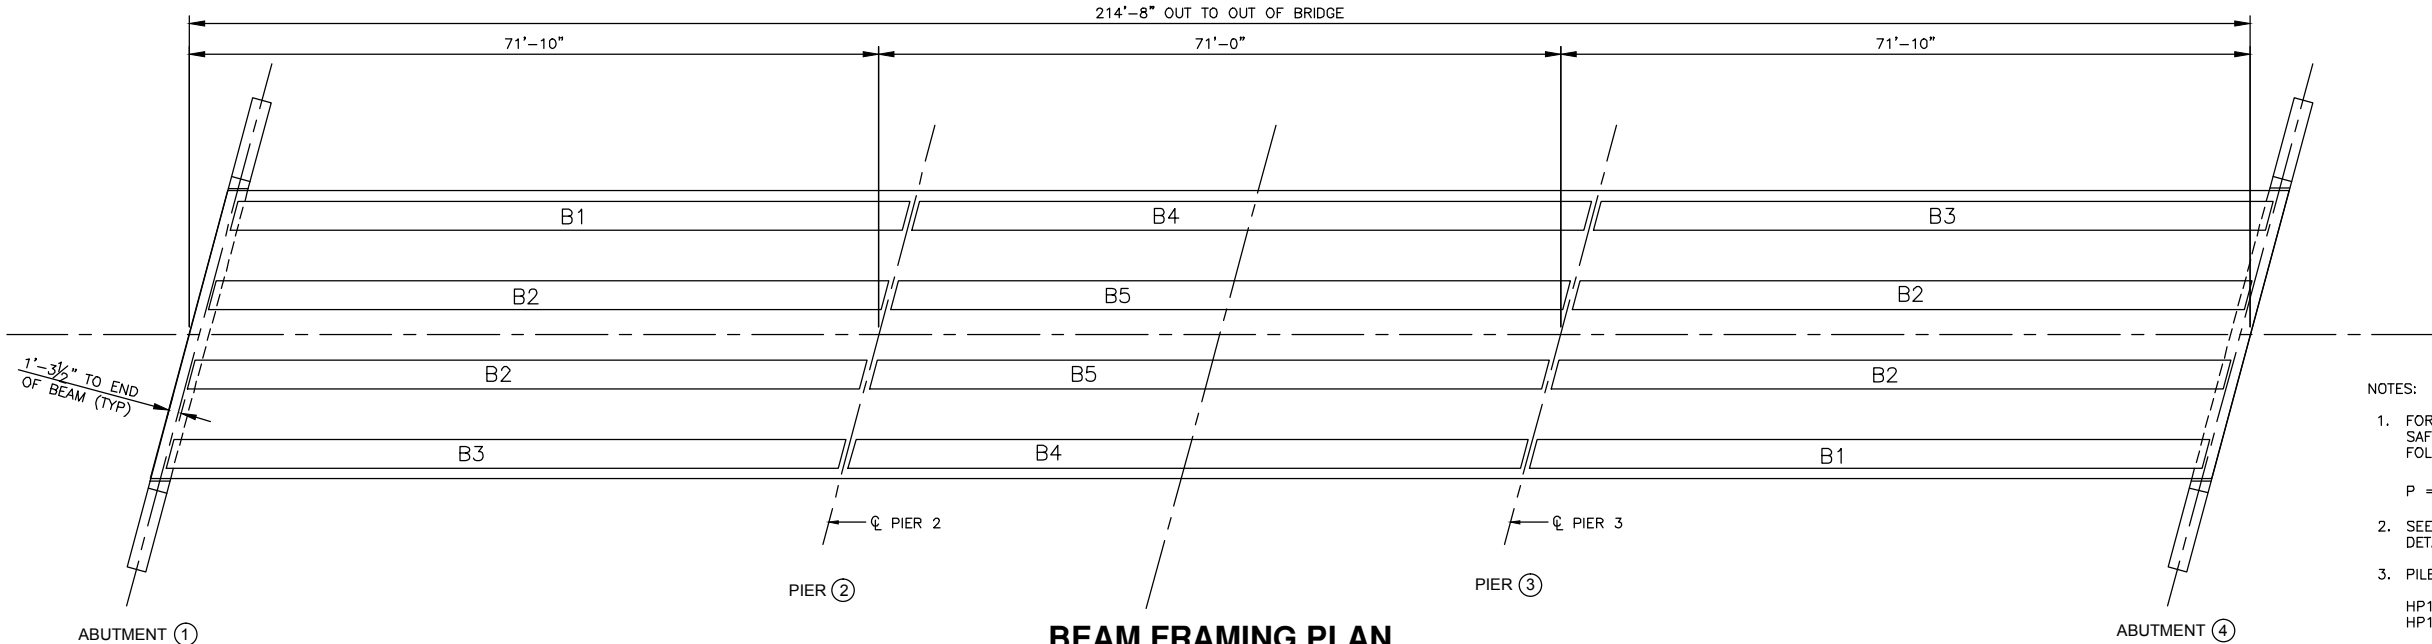 214'-8" OUT TO OUT OF BRIDGE
71'-10"
71'-0"
71'-10"
B1
B4
B3
B2
B5
B2
B2
B5
B2
B3
B4
B1
1'-3½" TO END
OF BEAM (TYP)
℄ PIER 2
℄ PIER 3
PIER 2
PIER 3
ABUTMENT 1
ABUTMENT 4
BEAM FRAMING PLAN
NOTES:
1. FOR
SAF
FOL
P =
2. SEE
DET
3. PILE
HP1
HP1